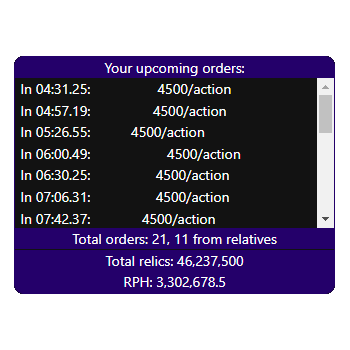 Your upcoming orders:
In 04:31.25: 4500/action
In 04:57.19: 4500/action
In 05:26.55: 4500/action
In 06:00.49: 4500/action
In 06:30.25: 4500/action
In 07:06.31: 4500/action
In 07:42.37: 4500/action
Total orders: 21, 11 from relatives
Total relics: 46,237,500
RPH: 3,302,678.5